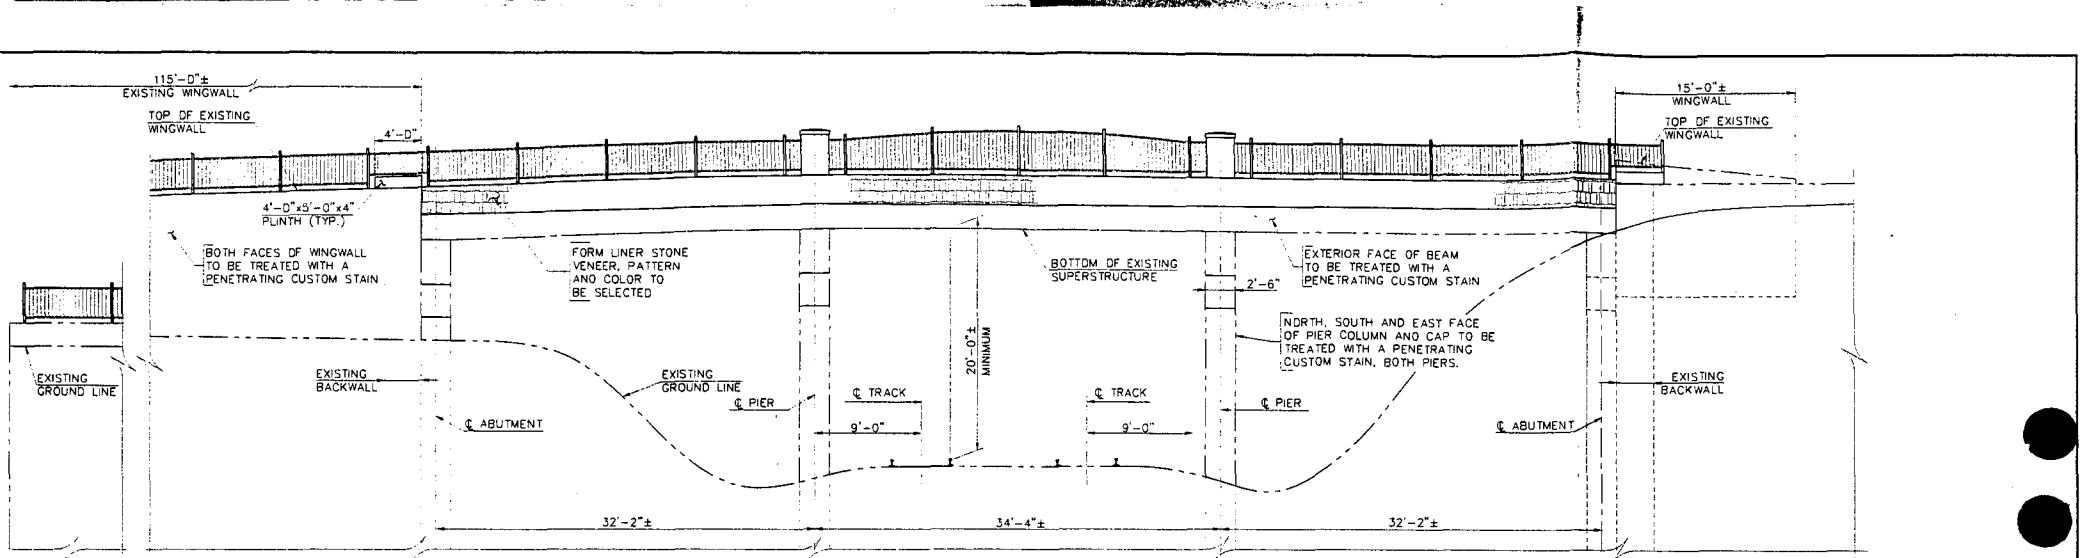 115'-0"±
EXISTING WINGWALL
TOP OF EXISTING
WINGWALL
4'-0"
15'-0"±
WINGWALL
TOP OF EXISTING
WINGWALL
4'-0"x5'-0"x4"
PLINTH (TYP.)
BOTH FACES OF WINGWALL
TO BE TREATED WITH A
PENETRATING CUSTOM STAIN
FORM LINER STONE
VENEER, PATTERN
AND COLOR TO
BE SELECTED
BOTTOM OF EXISTING
SUPERSTRUCTURE
EXTERIOR FACE OF BEAM
TO BE TREATED WITH A
PENETRATING CUSTOM STAIN
2'-6"
NORTH, SOUTH AND EAST FACE
OF PIER COLUMN AND CAP TO BE
TREATED WITH A PENETRATING
CUSTOM STAIN, BOTH PIERS.
20'-0"±
MINIMUM
EXISTING
GROUND LINE
EXISTING
BACKWALL
EXISTING
GROUND LINE
℄ PIER
℄ TRACK
℄ TRACK
℄ PIER
EXISTING
BACKWALL
℄ ABUTMENT
9'-0"
9'-0"
℄ ABUTMENT
32'-2"±
34'-4"±
32'-2"±